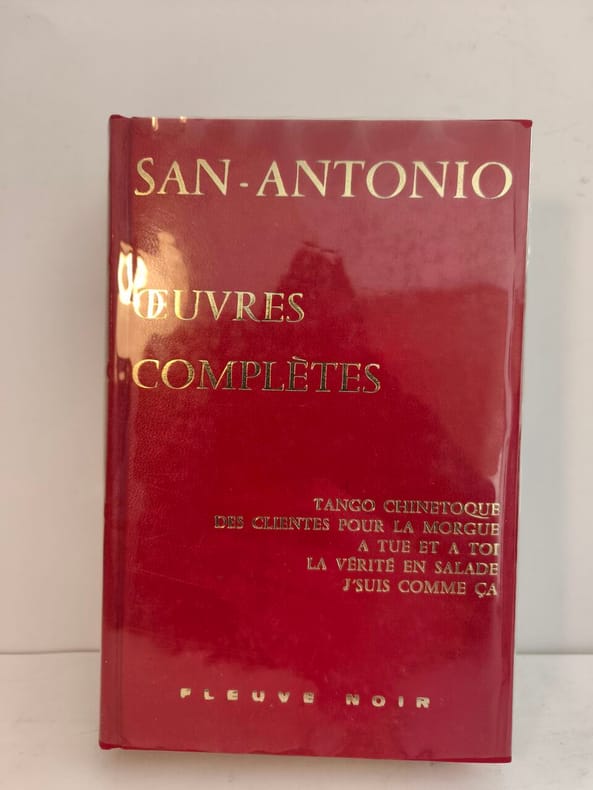 SAN-ANTONIO
ŒUVRES
COMPLÈTES
TANGO CHINETOQUE
DES CLIENTES POUR LA MORGUE
A TUE ET A TOI
LA VÉRITÉ EN SALADE
J'SUIS COMME ÇA
FLEUVE NOIR